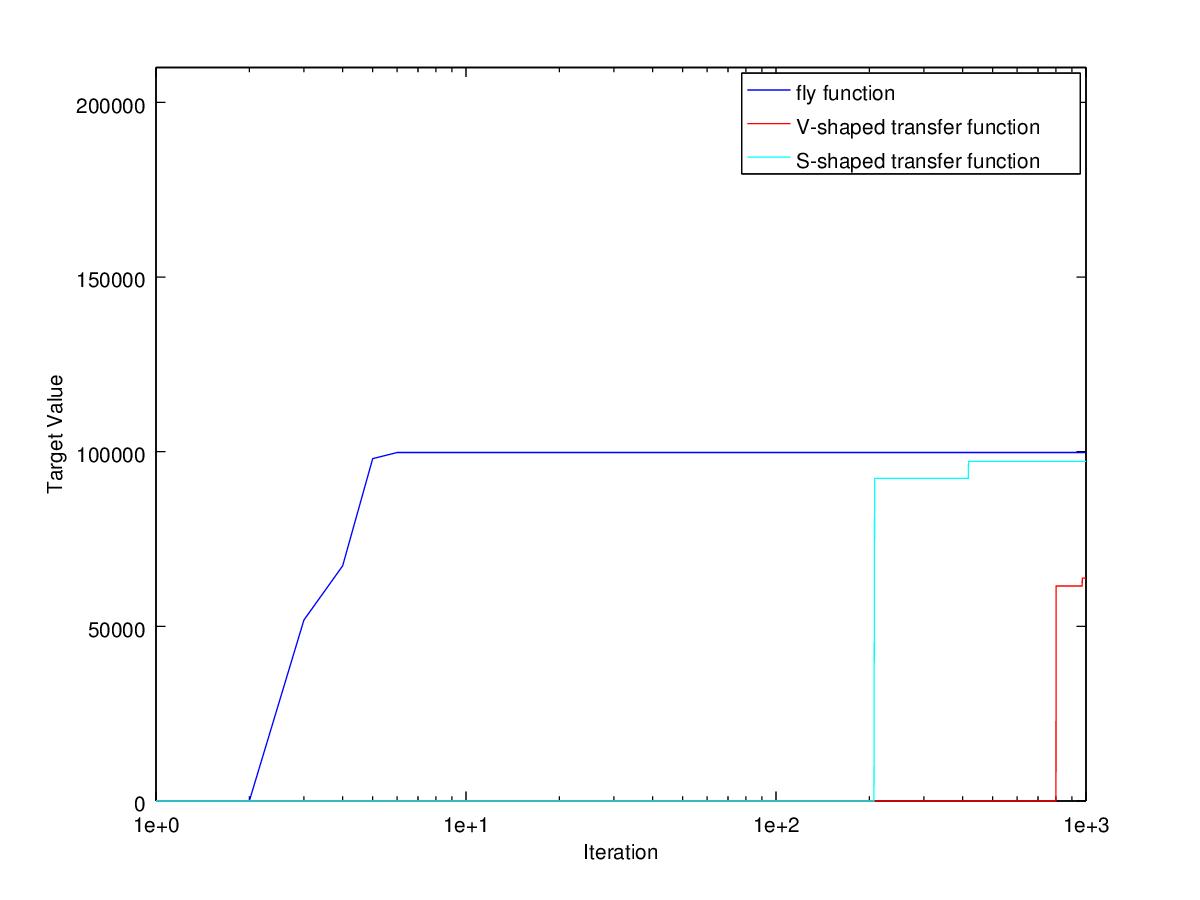 200000
150000
100000
50000
0
Target Value
fly function
V-shaped transfer function
S-shaped transfer function
1e+0
1e+1
1e+2
1e+3
Iteration